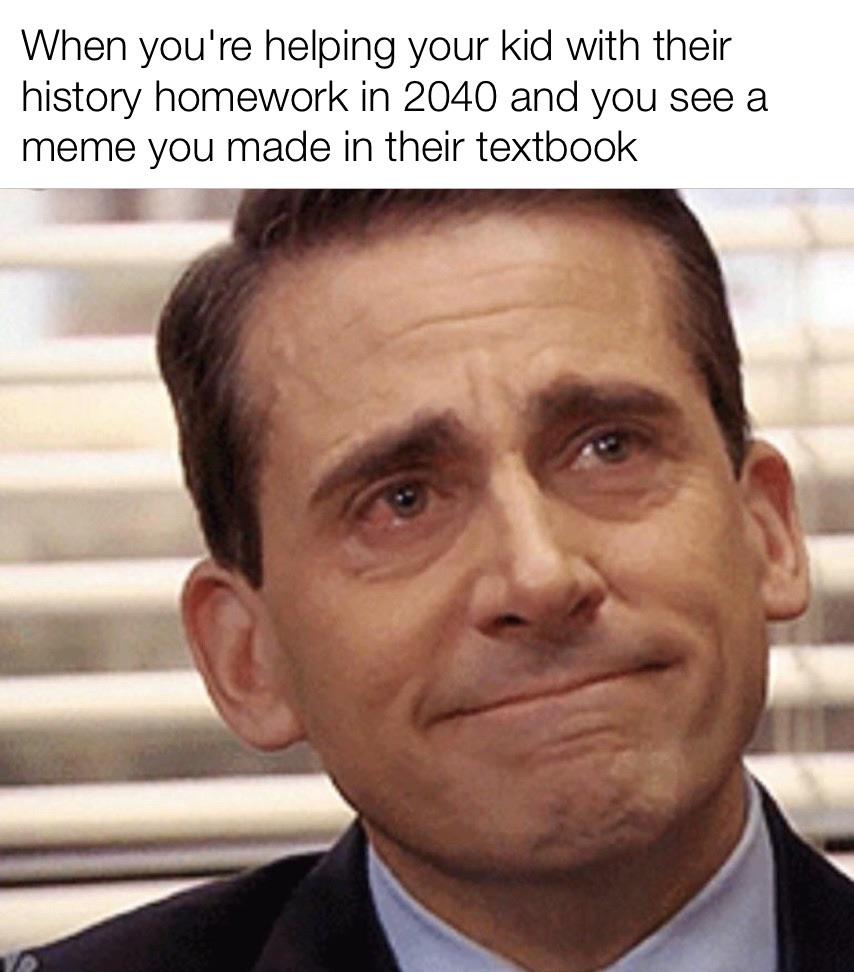 When you're helping your kid with their
history homework in 2040 and you see a
meme you made in their textbook